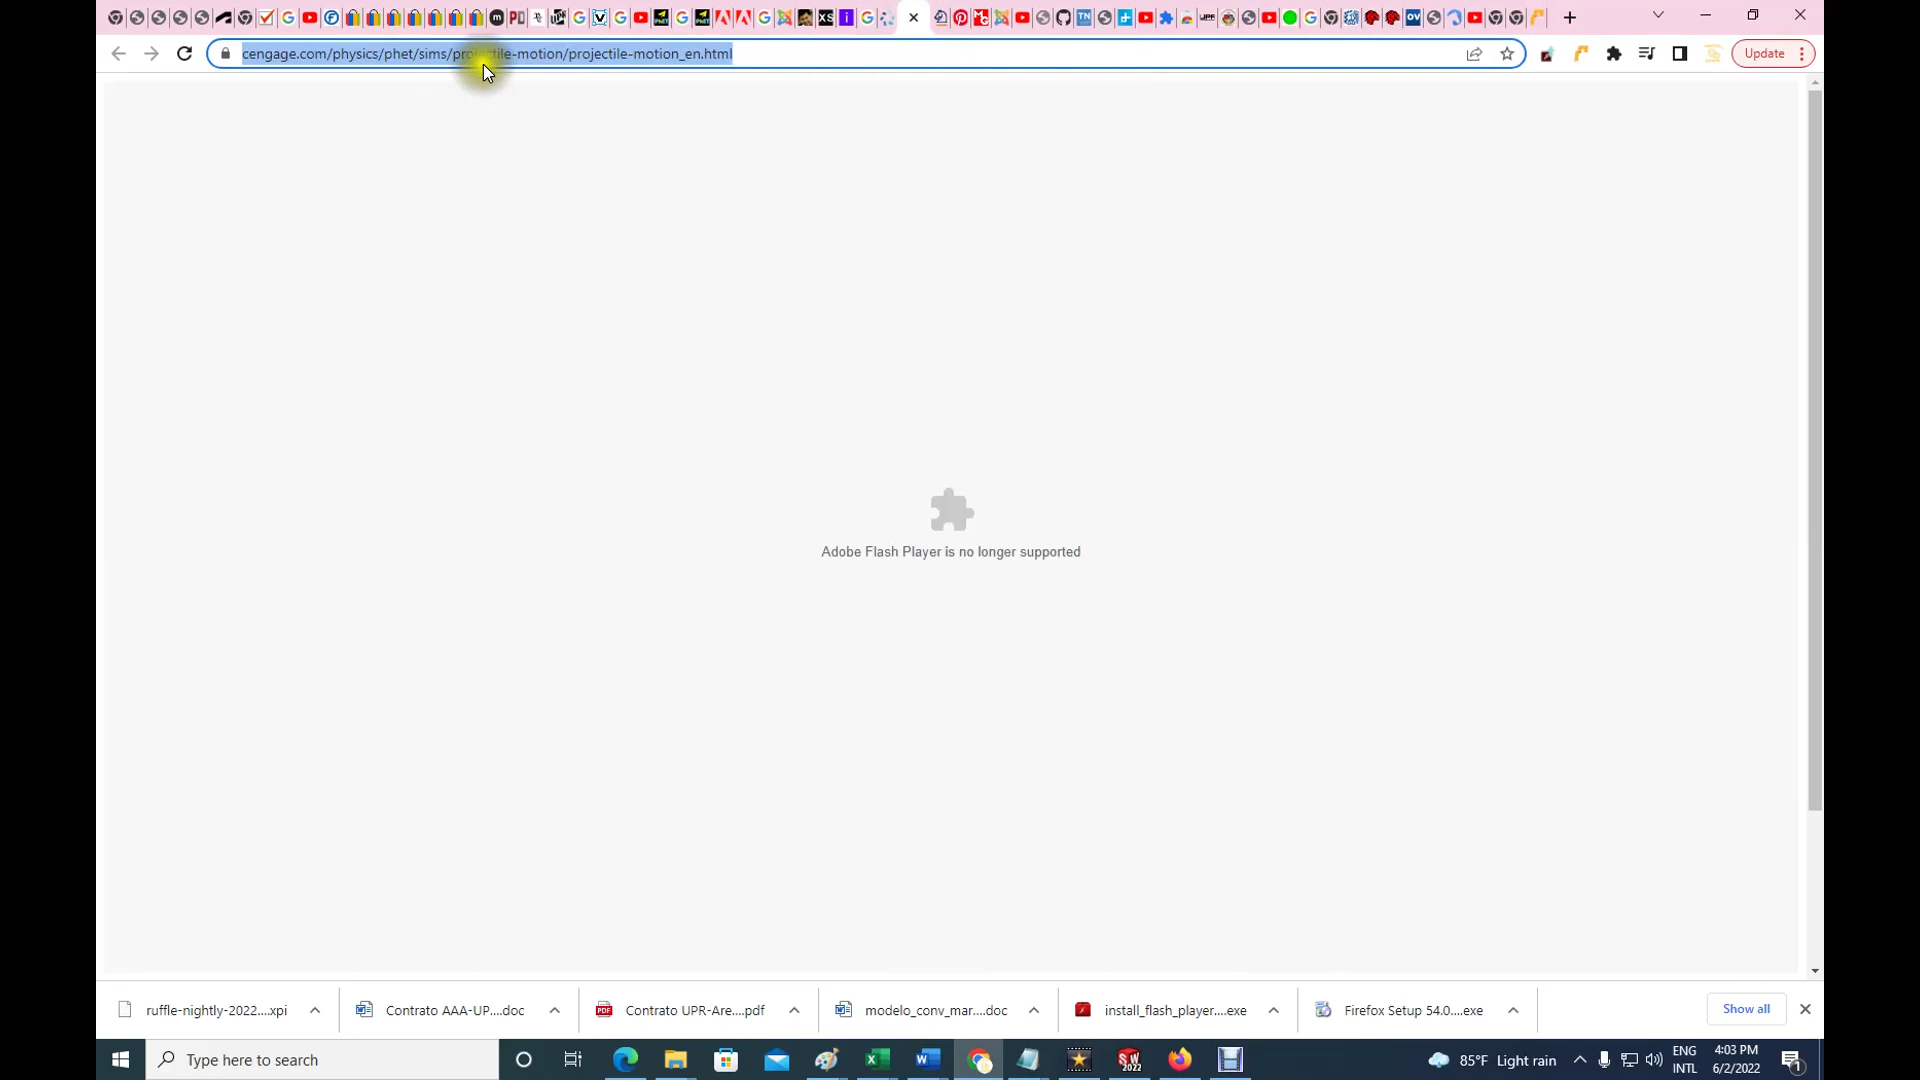 cengage.com/physics/phet/sims/projectile-motion/projectile-motion_en.html
Update
Adobe Flash Player is no longer supported
ruffle-nightly-2022....xpi
Contrato AAA-UP....doc
Contrato UPR-Are....pdf
modelo_conv_mar....doc
install_flash_player....exe
Firefox Setup 54.0....exe
Show all
Type here to search
85°F Light rain
ENG
INTL
4:03 PM
6/2/2022